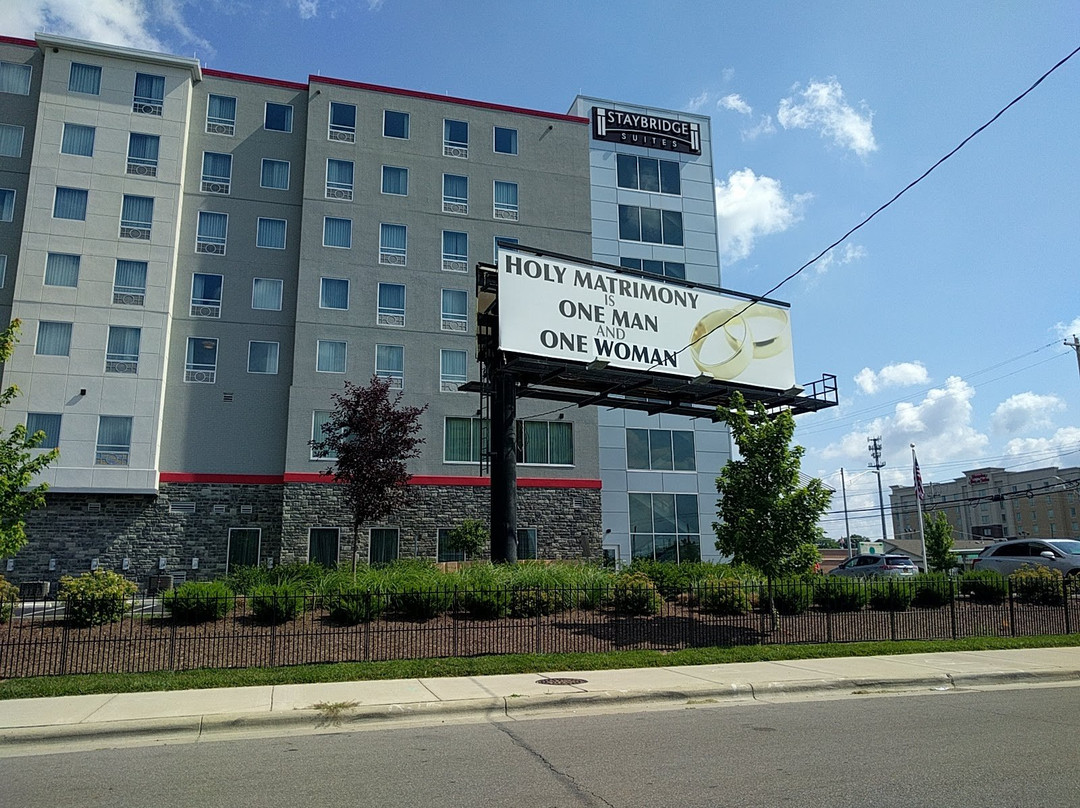 STAYBRIDGE
SUITES
HOLY MATRIMONY
IS
ONE MAN
AND
ONE WOMAN